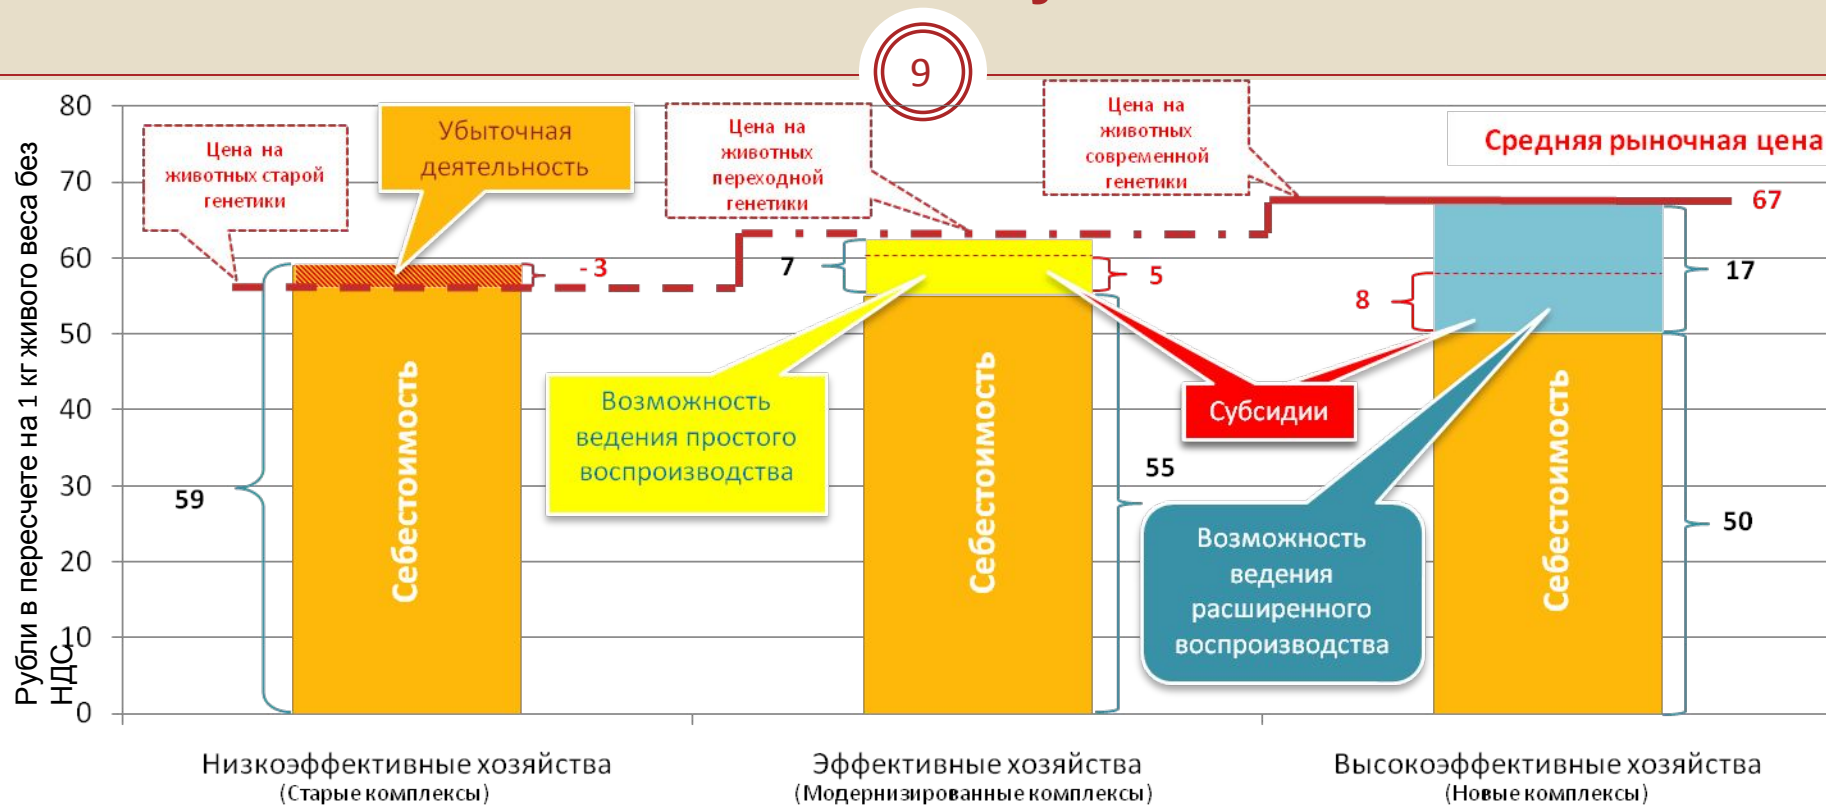 9
Рубли в пересчете на 1 кг живого веса без
НДС
80
70
60
50
40
30
20
10
0
Цена на
животных старой
генетики
Убыточная
деятельность
Цена на
животных
переходной
генетики
Цена на
животных
современной
генетики
Средняя рыночная цена
67
- 3
7
5
8
17
59
55
50
Себестоимость
Себестоимость
Себестоимость
Возможность
ведения простого
воспроизводства
Субсидии
Возможность
ведения
расширенного
воспроизводства
Низкоэффективные хозяйства
(Старые комплексы)
Эффективные хозяйства
(Модернизированные комплексы)
Высокоэффективные хозяйства
(Новые комплексы)